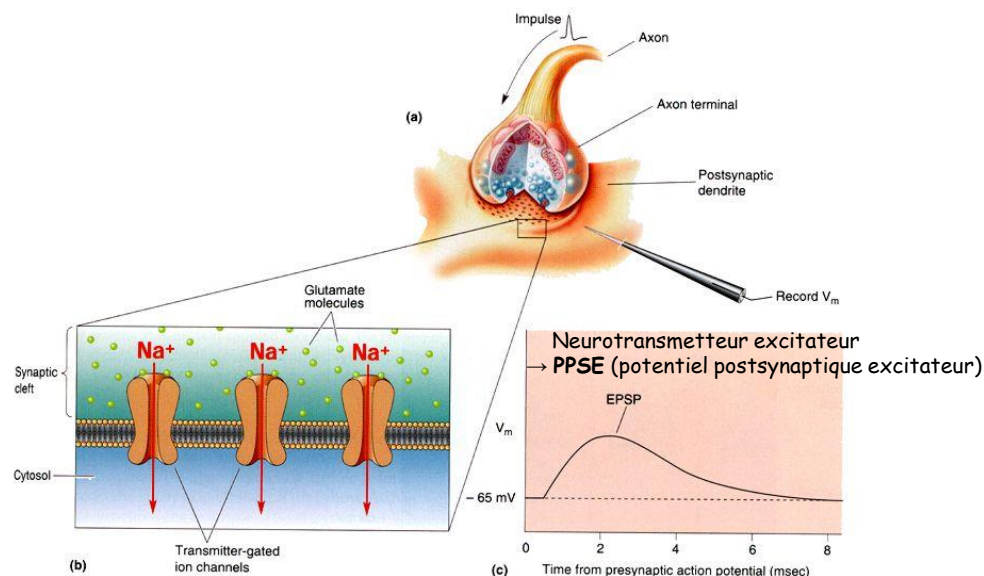 Impulse
Axon
(a)
Axon terminal
Postsynaptic
dendrite
Record Vm
Glutamate
molecules
Na+ Na+ Na+
Synaptic
cleft
Cytosol
Transmitter-gated
ion channels
(b)
Neurotransmetteur excitateur
→ PPSE (potentiel postsynaptique excitateur)
EPSP
Vm
– 65 mV
0 2 4 6 8
Time from presynaptic action potential (msec)
(c)